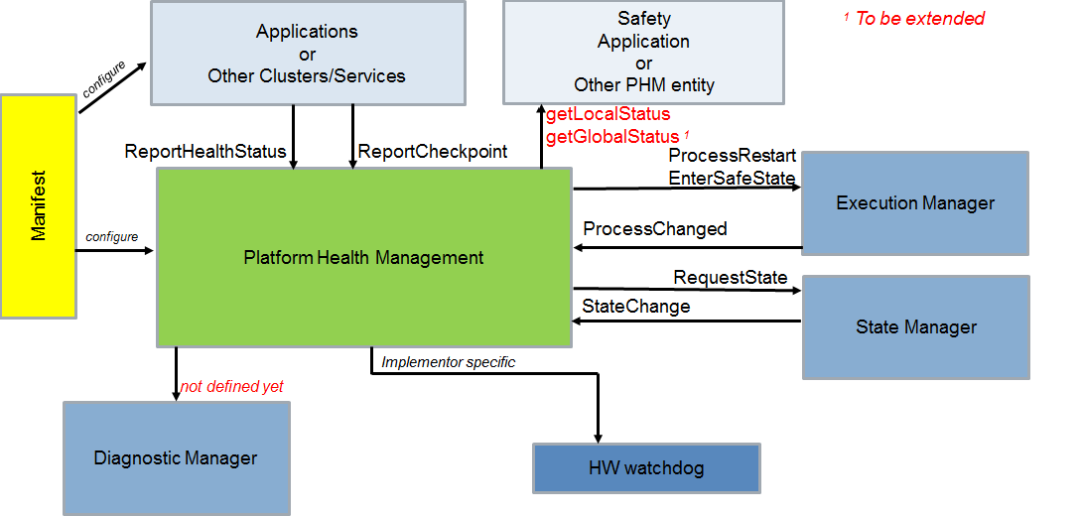 Applications
or
Other Clusters/Services
Safety
Application
or
Other PHM entity
1 To be extended
configure
ReportHealthStatus
ReportCheckpoint
getLocalStatus
getGlobalStatus 1
ProcessRestart
EnterSafeState
Execution Manager
Manifest
configure
Platform Health Management
ProcessChanged
RequestState
StateChange
State Manager
Implementor specific
not defined yet
Diagnostic Manager
HW watchdog